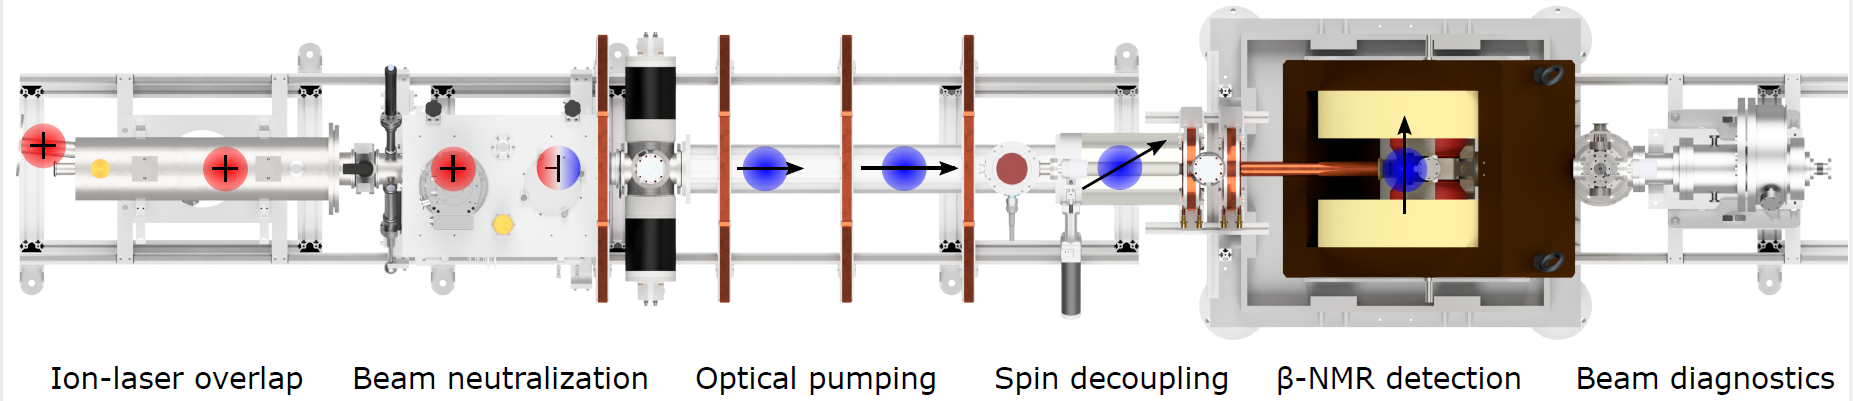 Ion-laser overlap Beam neutralization Optical pumping Spin decoupling β-NMR detection Beam diagnostics